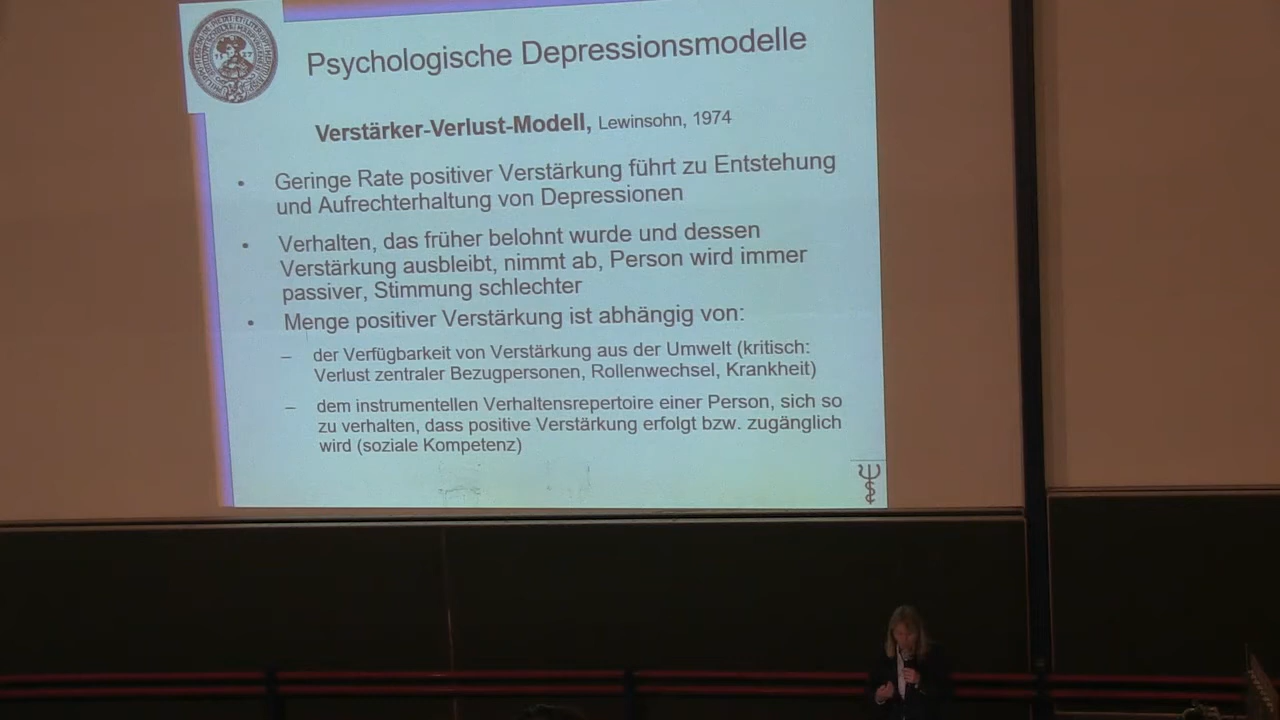 Psychologische Depressionsmodelle
Verstärker-Verlust-Modell, Lewinsohn, 1974
• Geringe Rate positiver Verstärkung führt zu Entstehung
und Aufrechterhaltung von Depressionen
• Verhalten, das früher belohnt wurde und dessen
Verstärkung ausbleibt, nimmt ab, Person wird immer
passiver, Stimmung schlechter
• Menge positiver Verstärkung ist abhängig von:
– der Verfügbarkeit von Verstärkung aus der Umwelt (kritisch:
Verlust zentraler Bezugpersonen, Rollenwechsel, Krankheit)
– dem instrumentellen Verhaltensrepertoire einer Person, sich so
zu verhalten, dass positive Verstärkung erfolgt bzw. zugänglich
wird (soziale Kompetenz)